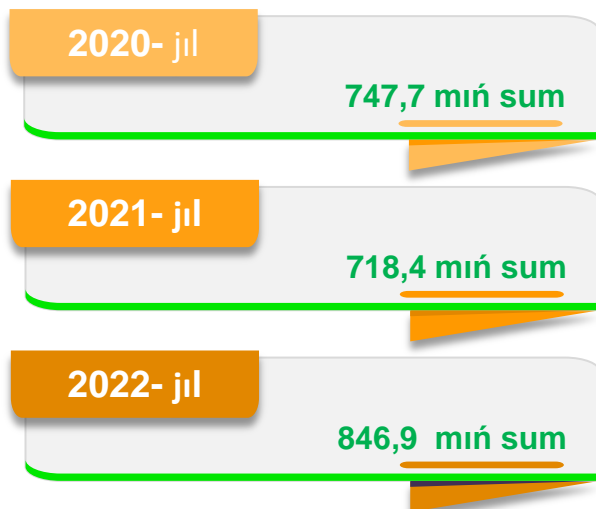 2020- jıl
747,7 mıń sum
2021- jıl
718,4 mıń sum
2022- jıl
846,9 mıń sum